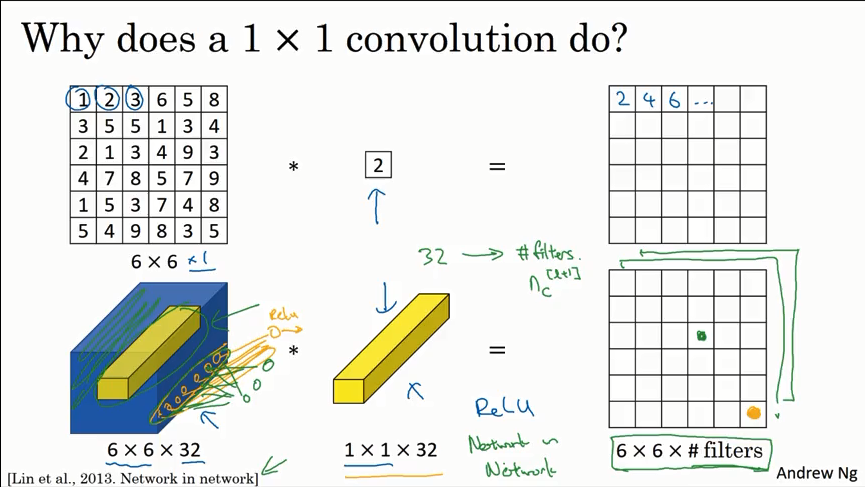 Why does a 1 × 1 convolution do?
1 2 3 6 5 8
3 5 5 1 3 4
2 1 3 4 9 3
4 7 8 5 7 9
1 5 3 7 4 8
5 4 9 8 3 5
6 × 6 × 1
*
2
=
2 4 6 ...
32 → # filters.
n_c^[l+1]
ReLU
*
=
6 × 6 × 32
1 × 1 × 32
ReLU
Network in
Network
6 × 6 × # filters
[Lin et al., 2013. Network in network]
Andrew Ng